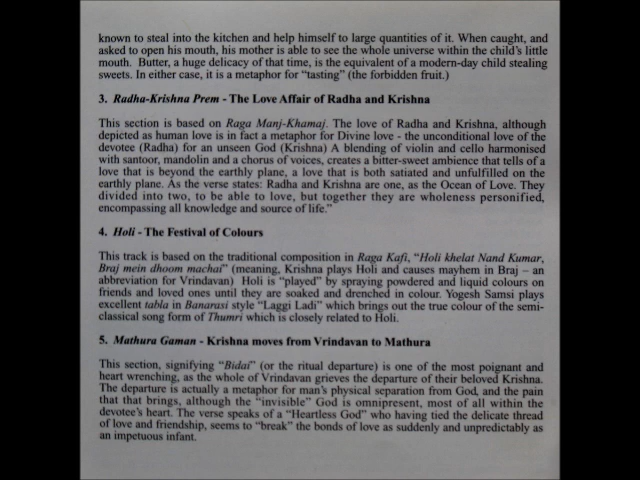 known to steal into the kitchen and help himself to large quantities of it. When caught, and
asked to open his mouth, his mother is able to see the whole universe within the child's little
mouth. Butter, a huge delicacy of that time, is the equivalent of a modern-day child stealing
sweets. In either case, it is a metaphor for "tasting" (the forbidden fruit.)
3. Radha-Krishna Prem - The Love Affair of Radha and Krishna
This section is based on Raga Manj-Khamaj. The love of Radha and Krishna, although
depicted as human love is in fact a metaphor for Divine love - the unconditional love of the
devotee (Radha) for an unseen God (Krishna) A blending of violin and cello harmonised
with santoor, mandolin and a chorus of voices, creates a bitter-sweet ambience that tells of a
love that is beyond the earthly plane, a love that is both satiated and unfulfilled on the
earthly plane. As the verse states: Radha and Krishna are one, as the Ocean of Love. They
divided into two, to be able to love, but together they are wholeness personified,
encompassing all knowledge and source of life."
4. Holi - The Festival of Colours
This track is based on the traditional composition in Raga Kafi, "Holi khelat Nand Kumar,
Braj mein dhoom machai" (meaning, Krishna plays Holi and causes mayhem in Braj – an
abbreviation for Vrindavan) Holi is "played" by spraying powdered and liquid colours on
friends and loved ones until they are soaked and drenched in colour. Yogesh Samsi plays
excellent tabla in Banarasi style "Laggi Ladi" which brings out the true colour of the semi-
classical song form of Thumri which is closely related to Holi.
5. Mathura Gaman - Krishna moves from Vrindavan to Mathura
This section, signifying "Bidai" (or the ritual departure) is one of the most poignant and
heart wrenching, as the whole of Vrindavan grieves the departure of their beloved Krishna.
The departure is actually a metaphor for man's physical separation from God, and the pain
that that brings, although the "invisible" God is omnipresent, most of all within the
devotee's heart. The verse speaks of a "Heartless God" who having tied the delicate thread
of love and friendship, seems to "break" the bonds of love as suddenly and unpredictably as
an impetuous infant.